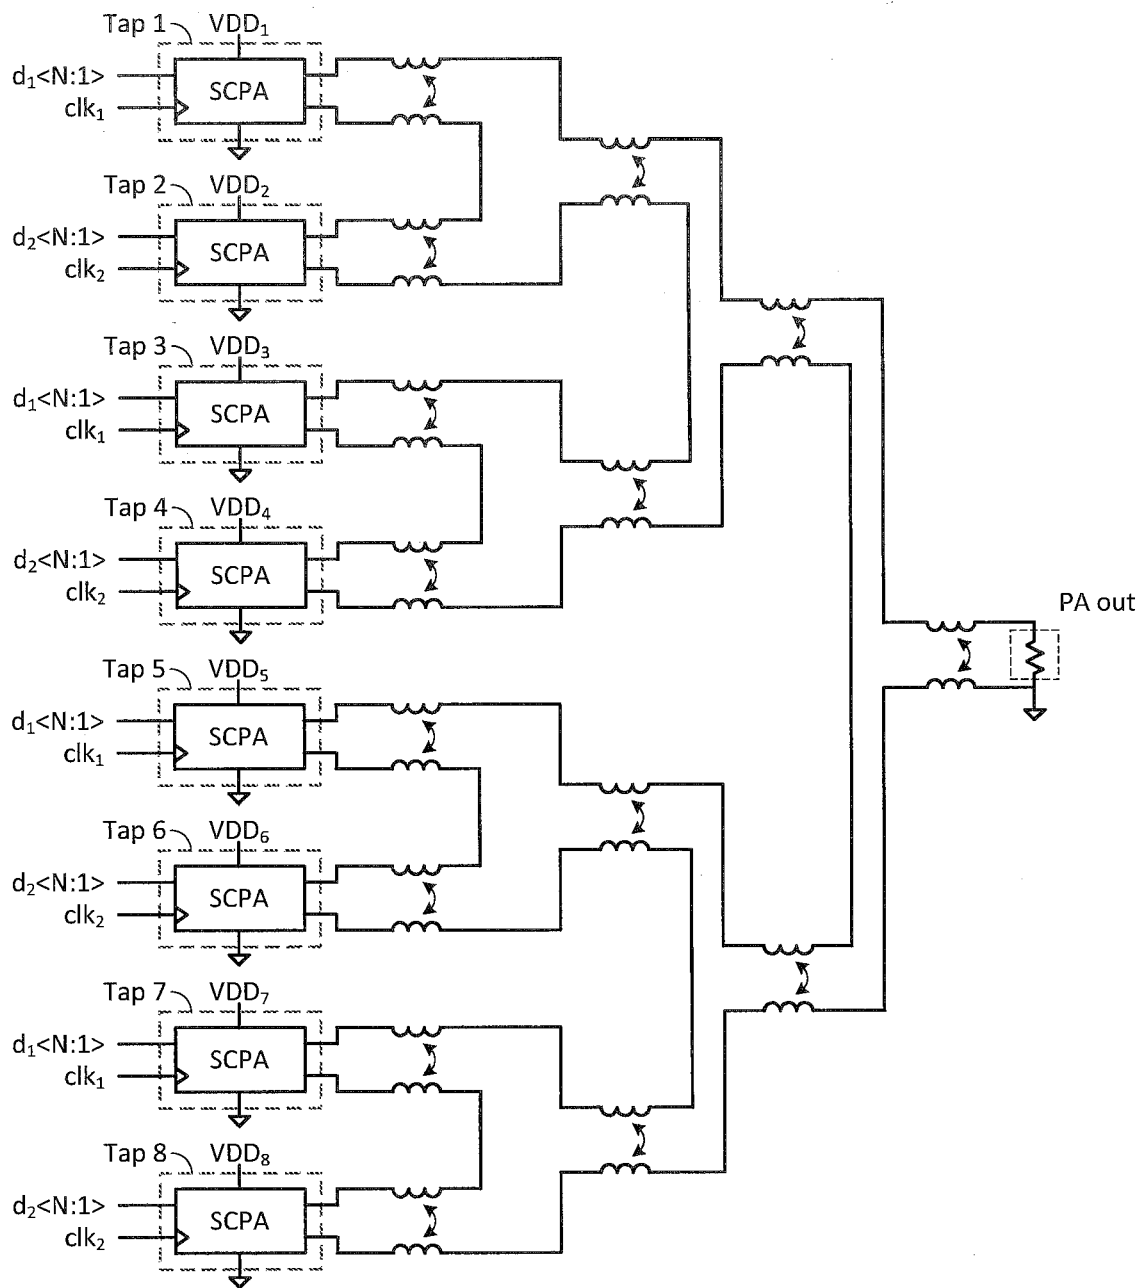 Tap 1 VDD₁
d₁<N:1>
SCPA
clk₁
Tap 2 VDD₂
d₂<N:1>
SCPA
clk₂
Tap 3 VDD₃
d₁<N:1>
SCPA
clk₁
Tap 4 VDD₄
d₂<N:1>
SCPA
clk₂
PA out
Tap 5 VDD₅
d₁<N:1>
SCPA
clk₁
Tap 6 VDD₆
d₂<N:1>
SCPA
clk₂
Tap 7 VDD₇
d₁<N:1>
SCPA
clk₁
Tap 8 VDD₈
d₂<N:1>
SCPA
clk₂